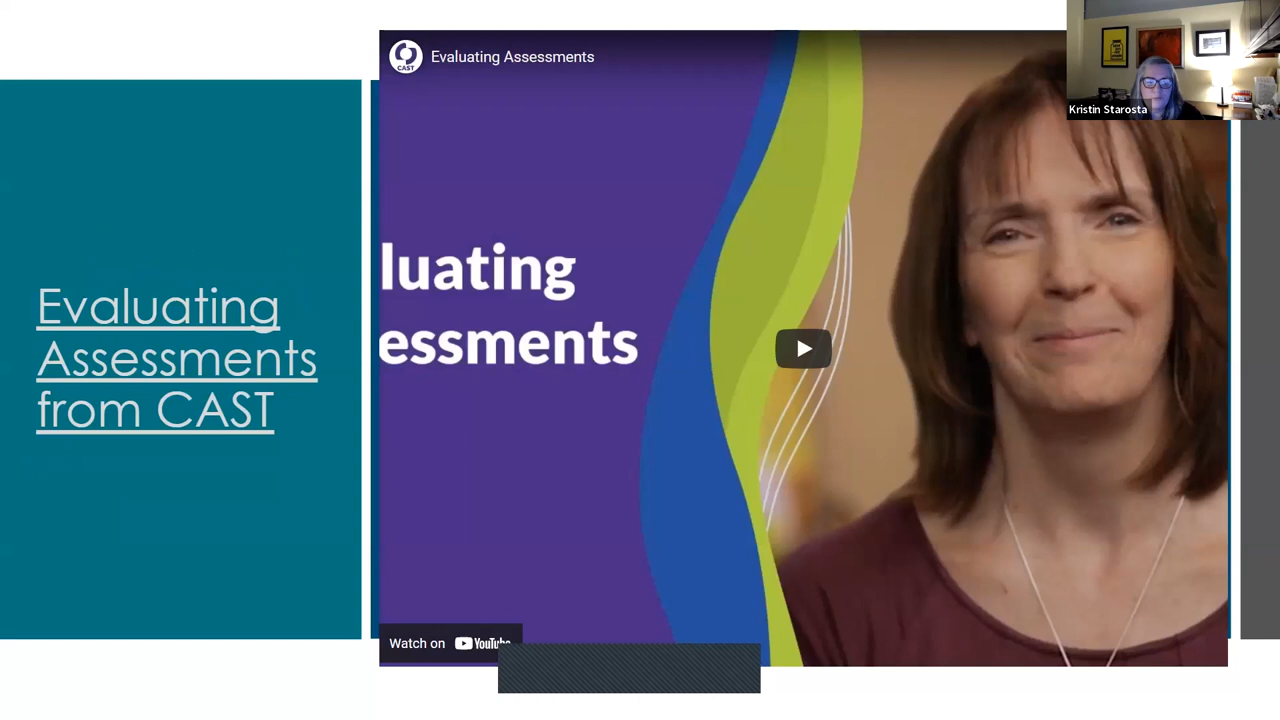 Evaluating
Assessments
from CAST
CAST
Evaluating Assessments
luating
essments
Watch on YouTube
Kristin Starosta